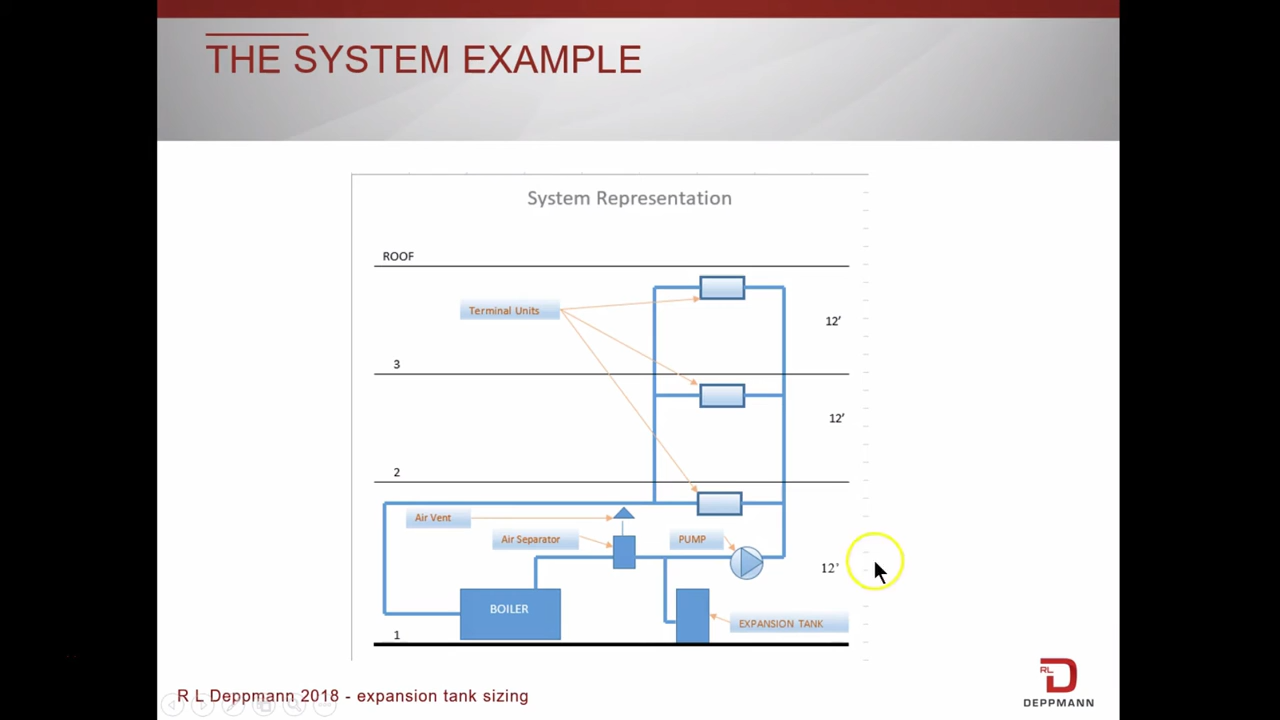 THE SYSTEM EXAMPLE
System Representation
ROOF
Terminal Units
12'
3
12'
2
Air Vent
Air Separator
PUMP
12'
BOILER
EXPANSION TANK
1
R L Deppmann 2018 - expansion tank sizing
RL
D
DEPPMANN